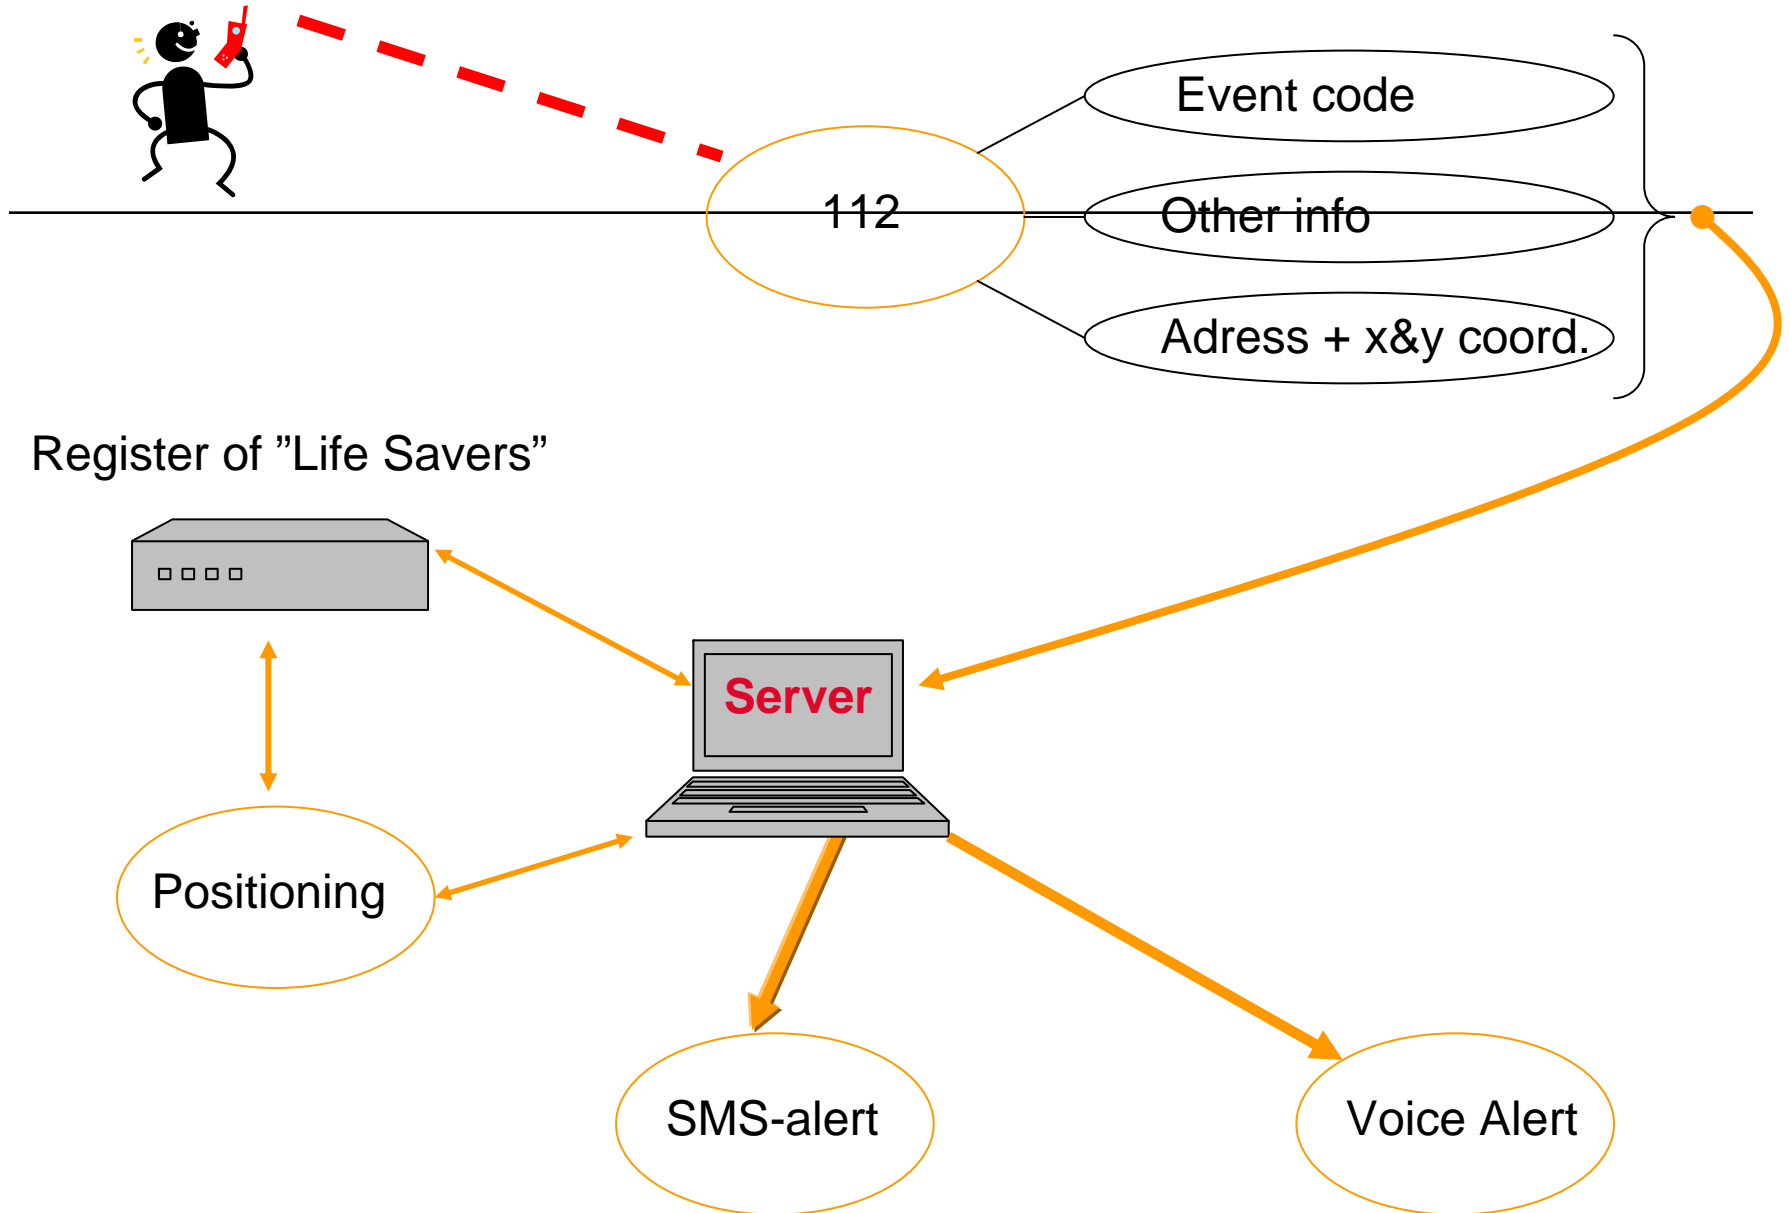 Event code
112
Other info
Adress + x&y coord.
Register of ”Life Savers”
Server
Positioning
SMS-alert
Voice Alert